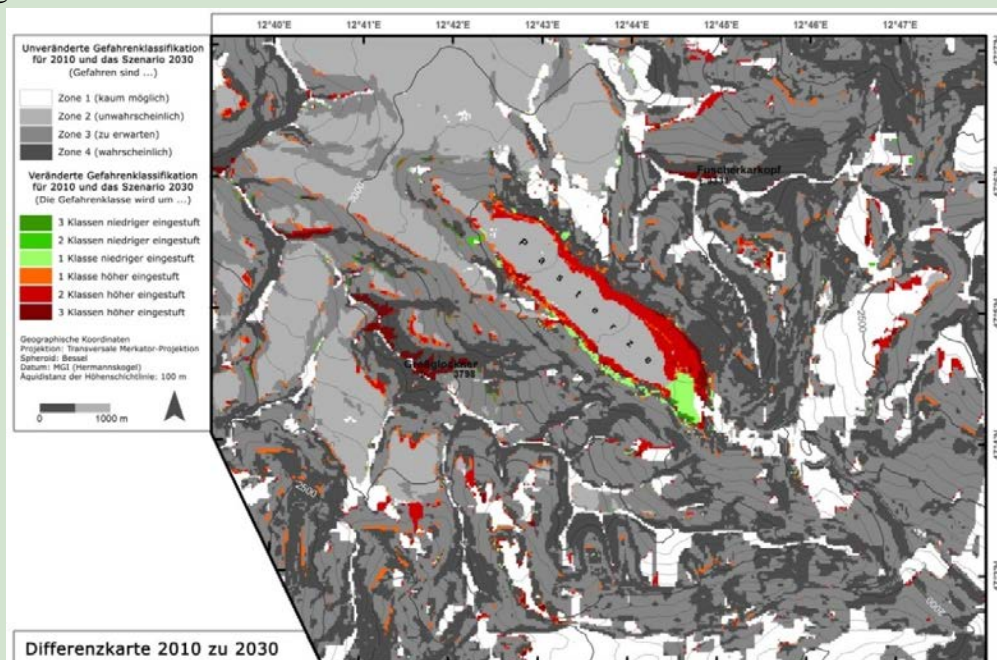 12°40'E 12°41'E 12°42'E 12°43'E 12°44'E 12°45'E 12°46'E 12°47'E
Unveränderte Gefahrenklassifikation
für 2010 und das Szenario 2030
(Gefahren sind ...)
Zone 1 (kaum möglich)
Zone 2 (unwahrscheinlich)
Zone 3 (zu erwarten)
Zone 4 (wahrscheinlich)
Veränderte Gefahrenklassifikation
für 2010 und das Szenario 2030
(Die Gefahrenklasse wird um ...)
3 Klassen niedriger eingestuft
2 Klassen niedriger eingestuft
1 Klasse niedriger eingestuft
1 Klasse höher eingestuft
2 Klassen höher eingestuft
3 Klassen höher eingestuft
Geographische Koordinaten
Projektion: Transversale Merkator-Projektion
Spheroid: Bessel
Datum: MGI (Hermannskogel)
Äquidistanz der Höhenschichtlinie: 100 m
0 1000 m
Fuscherkarkopf
3000
Pasterze
2500
Großglockner
3798
2500
2000
Differenzkarte 2010 zu 2030